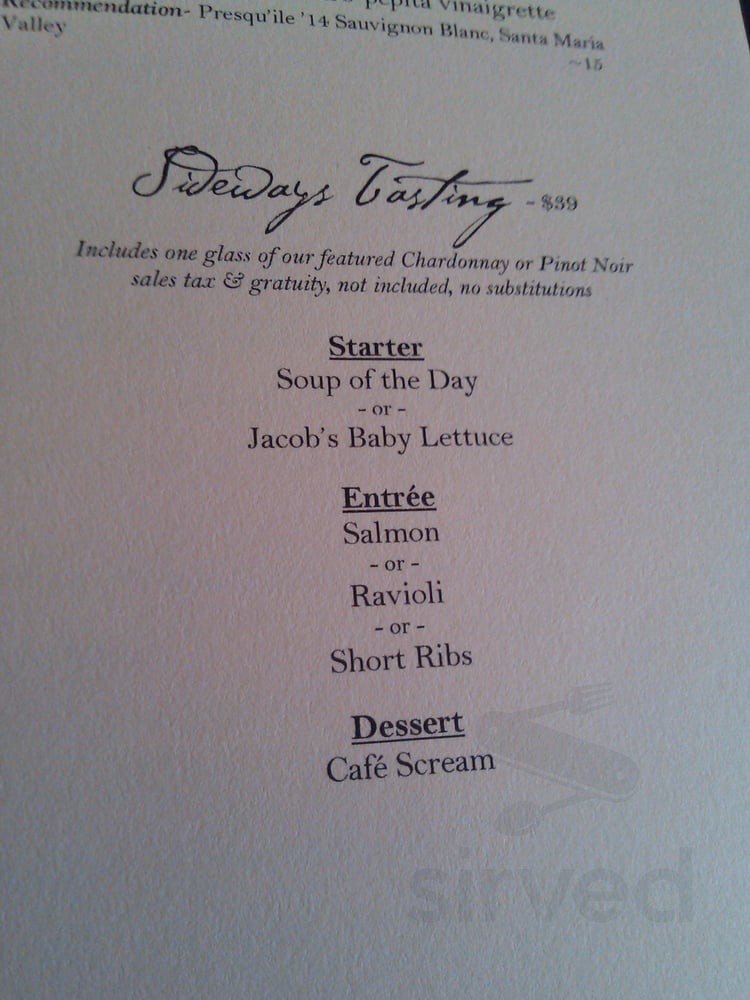 pepita vinaigrette
Recommendation- Presqu'ile '14 Sauvignon Blanc, Santa Maria
Valley
~15
Sideways Tasting - $39
Includes one glass of our featured Chardonnay or Pinot Noir
sales tax & gratuity, not included, no substitutions
Starter
Soup of the Day
- or -
Jacob's Baby Lettuce
Entrée
Salmon
- or -
Ravioli
- or -
Short Ribs
Dessert
Café Scream
sirved